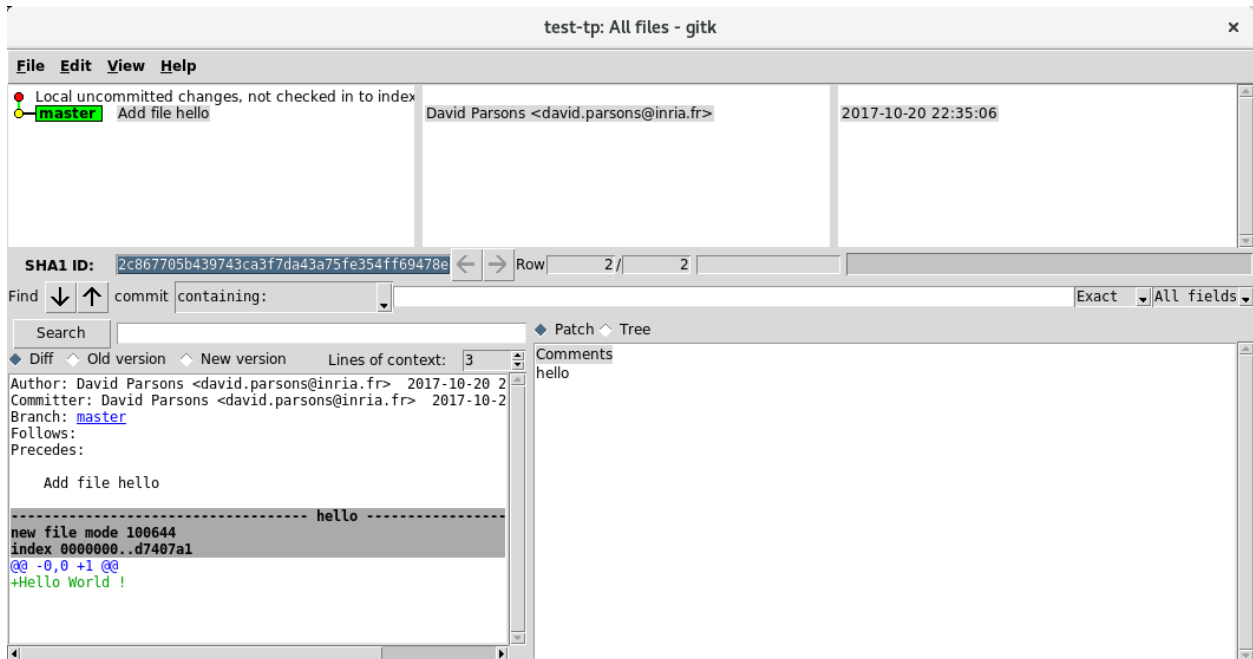 test-tp: All files - gitk ×
File Edit View Help
Local uncommitted changes, not checked in to index
master Add file hello David Parsons <david.parsons@inria.fr> 2017-10-20 22:35:06
SHA1 ID: 2c867705b439743ca3f7da43a75fe354ff69478e Row 2 / 2
Find commit containing: Exact All fields
Search Patch Tree
Diff Old version New version Lines of context: 3 Comments
hello
Author: David Parsons <david.parsons@inria.fr> 2017-10-20 2
Committer: David Parsons <david.parsons@inria.fr> 2017-10-2
Branch: master
Follows:
Precedes:
Add file hello
----------------------------------- hello -----------------
new file mode 100644
index 0000000..d7407a1
@@ -0,0 +1 @@
+Hello World !